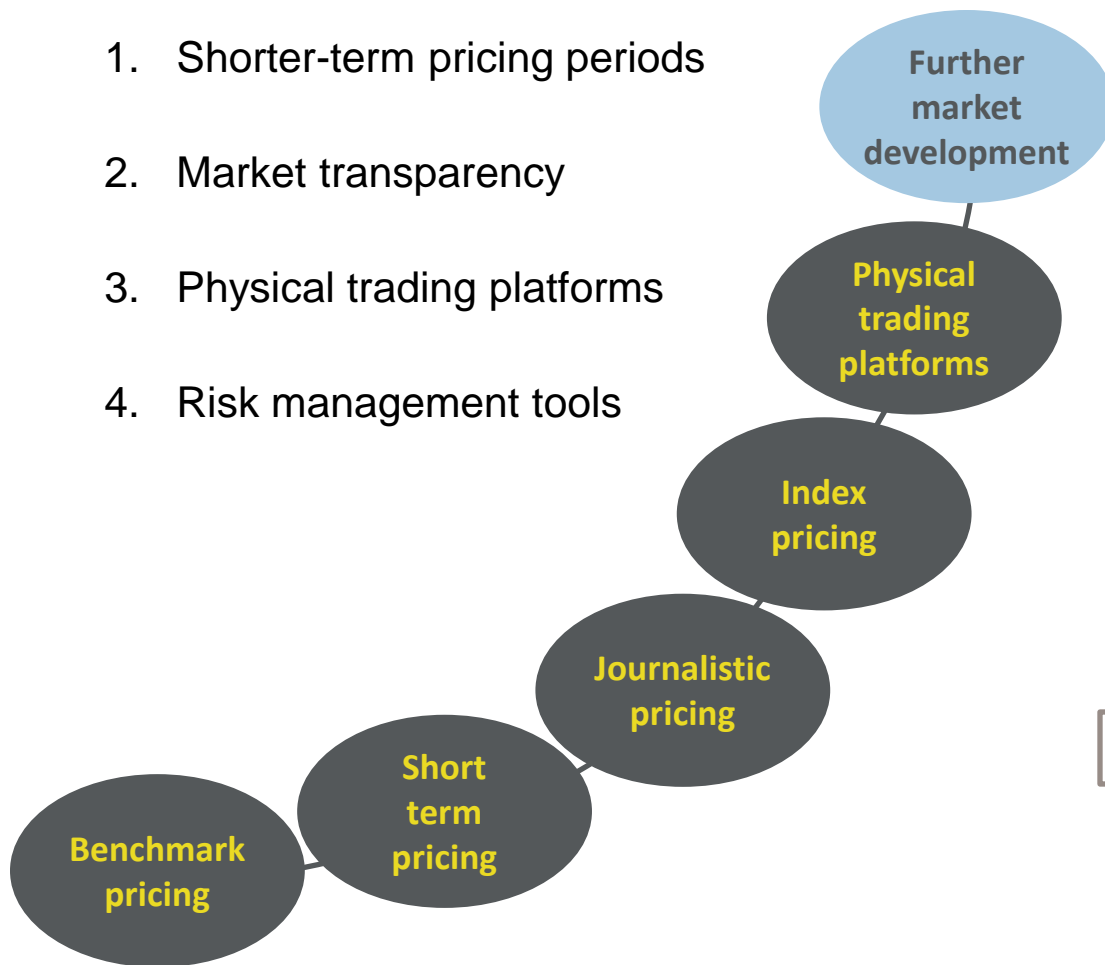 1. Shorter-term pricing periods
2. Market transparency
3. Physical trading platforms
4. Risk management tools
Further
market
development
Physical
trading
platforms
Index
pricing
Journalistic
pricing
Short
term
pricing
Benchmark
pricing